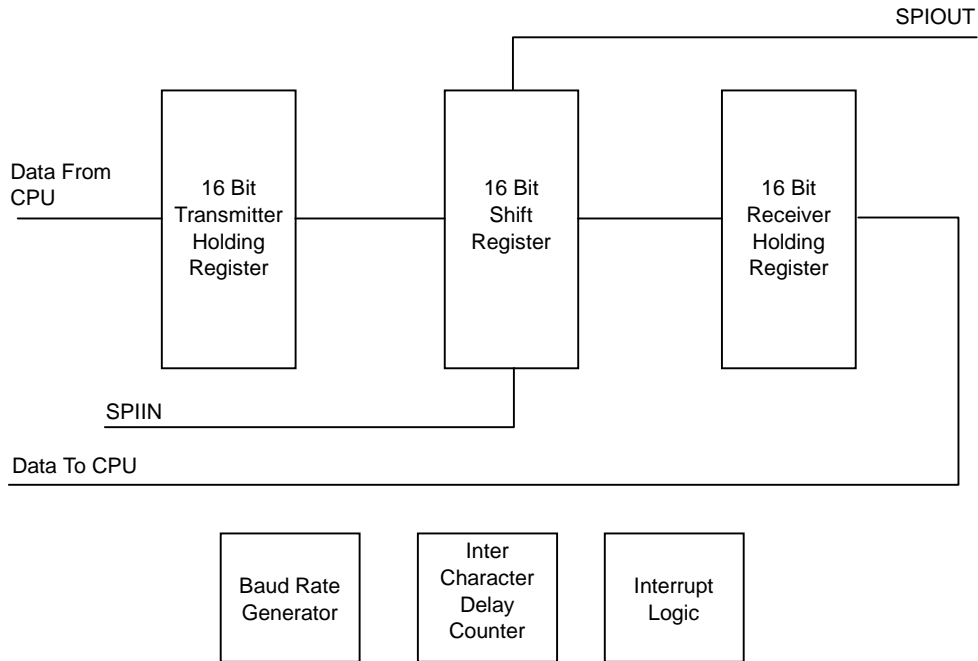 SPIOUT
Data From
CPU
16 Bit
Transmitter
Holding
Register
16 Bit
Shift
Register
16 Bit
Receiver
Holding
Register
SPIIN
Data To CPU
Baud Rate
Generator
Inter
Character
Delay
Counter
Interrupt
Logic